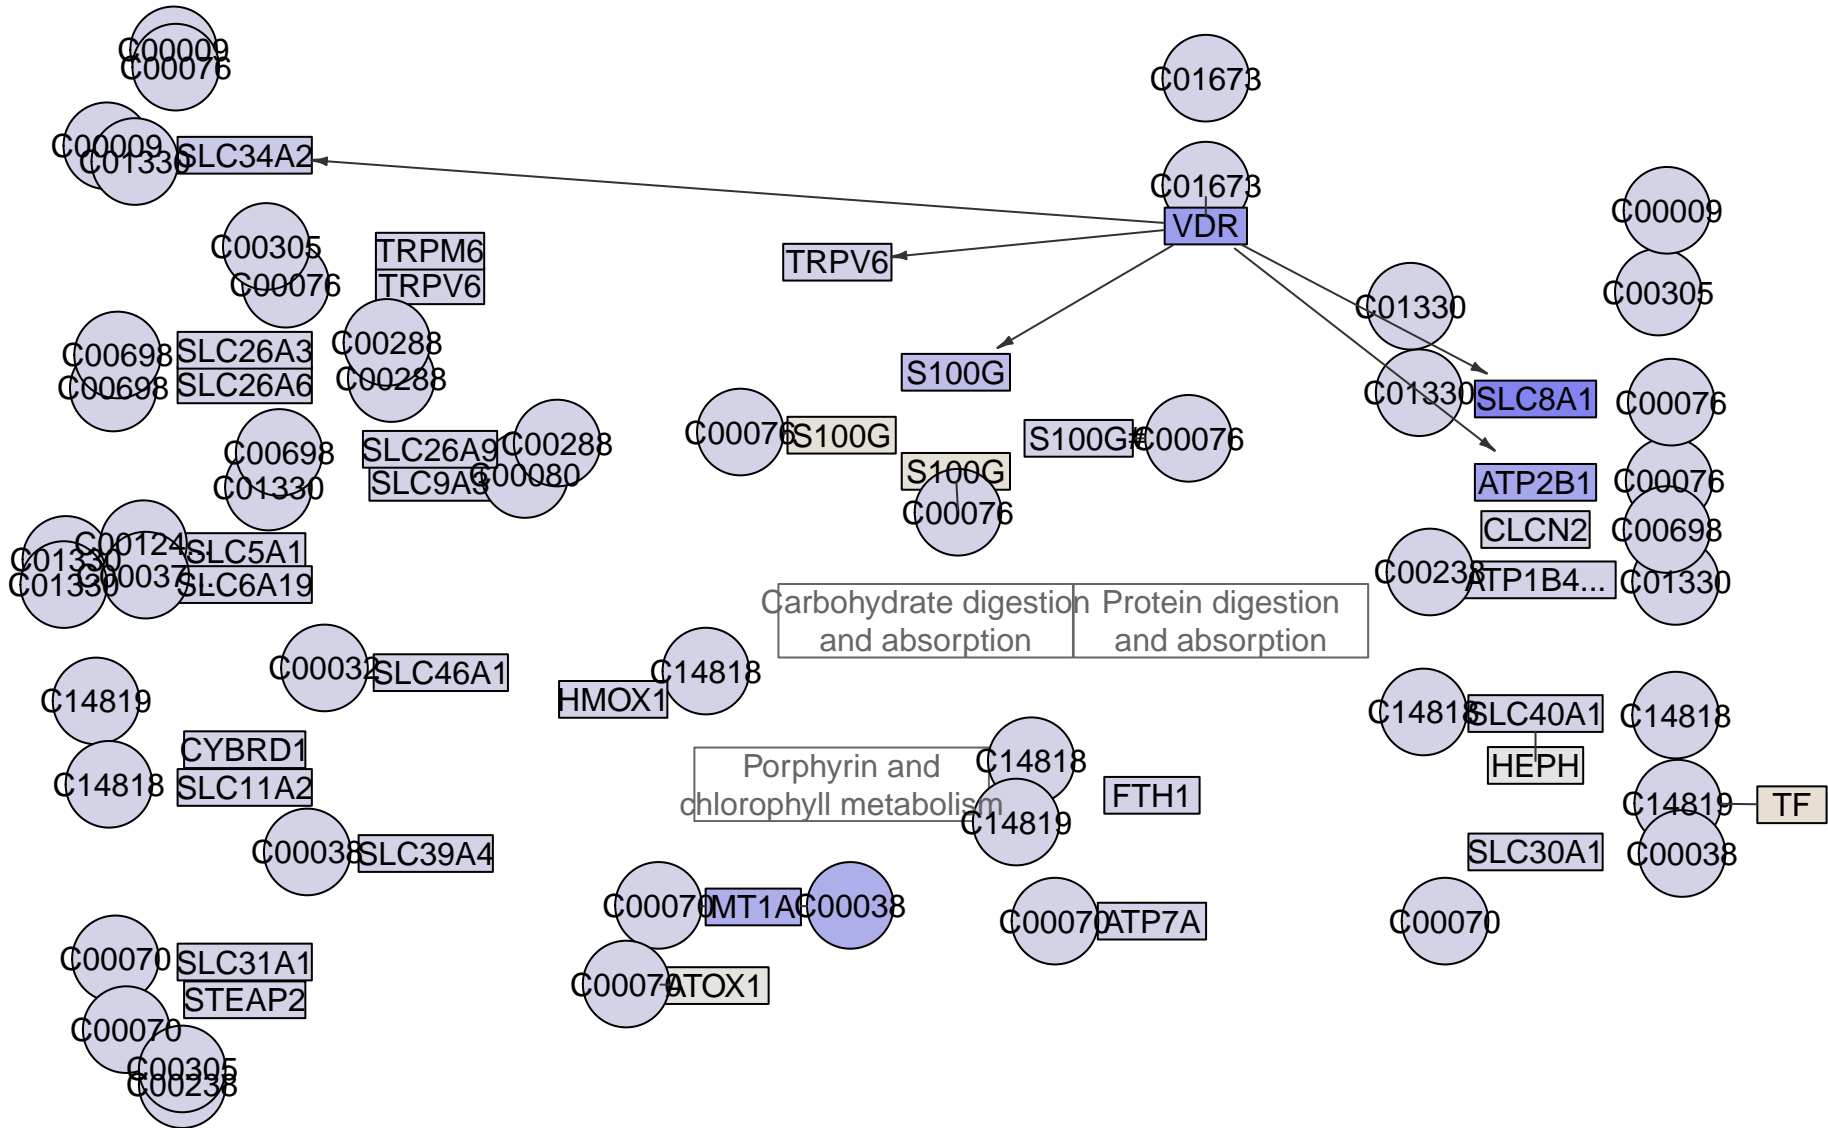 C00009
C00076
C01673
C00009
C01330
SLC34A2
C01673
VDR
C00009
C00305
C00076
TRPM6
TRPV6
TRPV6
C01330
C00305
C00698
C00698
SLC26A3
SLC26A6
C00288
C00288
S100G
C01330
SLC8A1
C00076
C00698
C01330
SLC26A9
SLC9A3
C00288
C00080
C00076
S100G
S100G
C00076
S100G#
C00076
ATP2B1
C00076
CLCN2
C00698
C01330
C01330
C00124...
C00037...
SLC5A1
SLC6A19
C00238
ATP1B4...
C01330
Carbohydrate digestion
and absorption
Protein digestion
and absorption
C00032
SLC46A1
HMOX1
C14818
C14819
C14818
CYBRD1
SLC11A2
Porphyrin and
chlorophyll metabolism
C14818
C14819
FTH1
C14818
SLC40A1
HEPH
C14818
C14819
TF
C00038
SLC39A4
SLC30A1
C00038
C00070
MT1A
C00038
C00070
ATP7A
C00070
C00070
ATOX1
C00070
SLC31A1
STEAP2
C00070
C00305
C00238